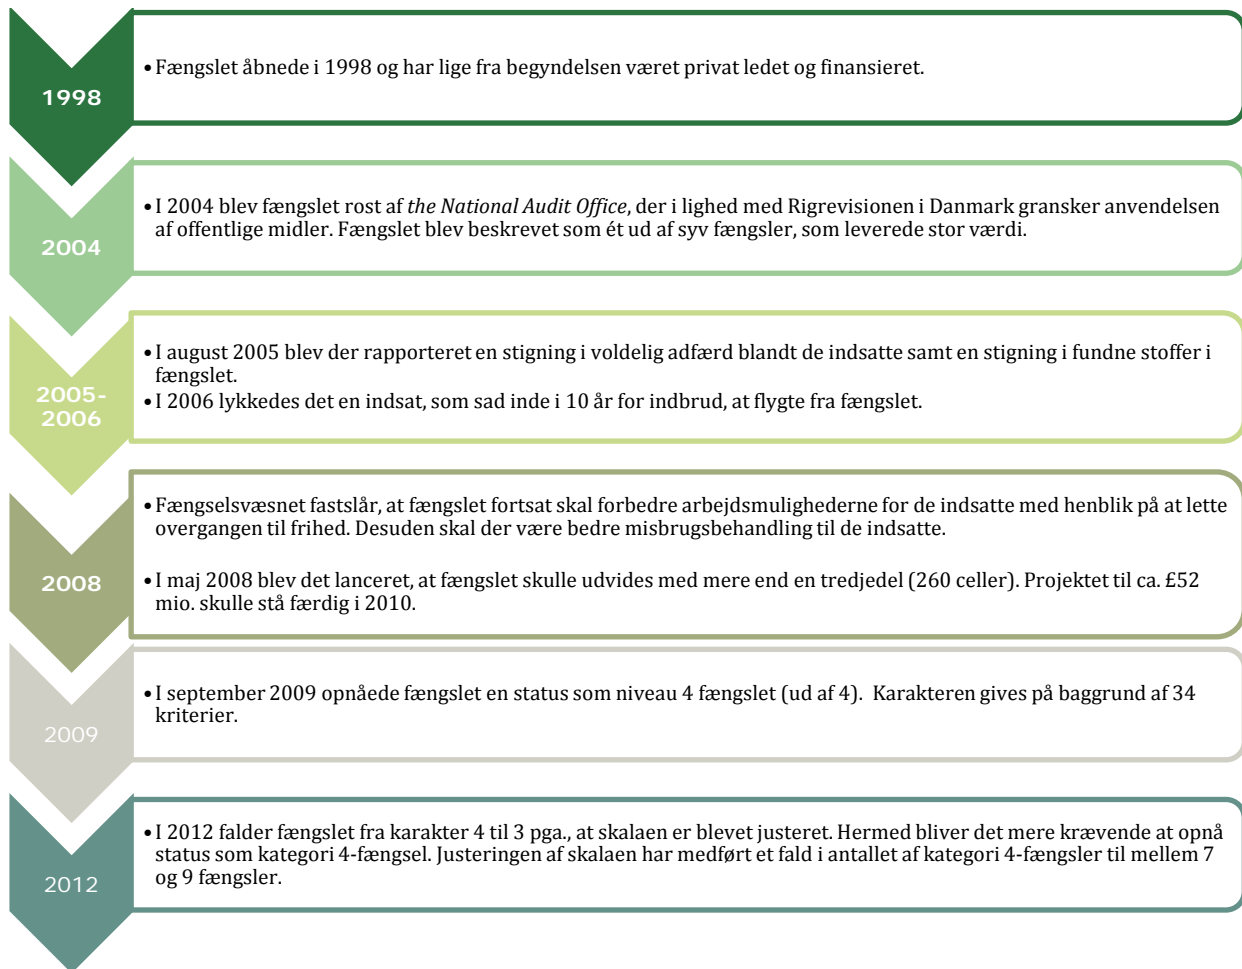 1998
• Fængslet åbnede i 1998 og har lige fra begyndelsen været privat ledet og finansieret.
2004
• I 2004 blev fængslet rost af the National Audit Office, der i lighed med Rigrevisionen i Danmark gransker anvendelsen
af offentlige midler. Fængslet blev beskrevet som ét ud af syv fængsler, som leverede stor værdi.
2005-
2006
• I august 2005 blev der rapporteret en stigning i voldelig adfærd blandt de indsatte samt en stigning i fundne stoffer i
fængslet.
• I 2006 lykkedes det en indsat, som sad inde i 10 år for indbrud, at flygte fra fængslet.
2008
• Fængselsvæsnet fastslår, at fængslet fortsat skal forbedre arbejdsmulighederne for de indsatte med henblik på at lette
overgangen til frihed. Desuden skal der være bedre misbrugsbehandling til de indsatte.
• I maj 2008 blev det lanceret, at fængslet skulle udvides med mere end en tredjedel (260 celler). Projektet til ca. £52
mio. skulle stå færdig i 2010.
2009
• I september 2009 opnåede fængslet en status som niveau 4 fængslet (ud af 4). Karakteren gives på baggrund af 34
kriterier.
2012
• I 2012 falder fængslet fra karakter 4 til 3 pga., at skalaen er blevet justeret. Hermed bliver det mere krævende at opnå
status som kategori 4-fængsel. Justeringen af skalaen har medført et fald i antallet af kategori 4-fængsler til mellem 7
og 9 fængsler.